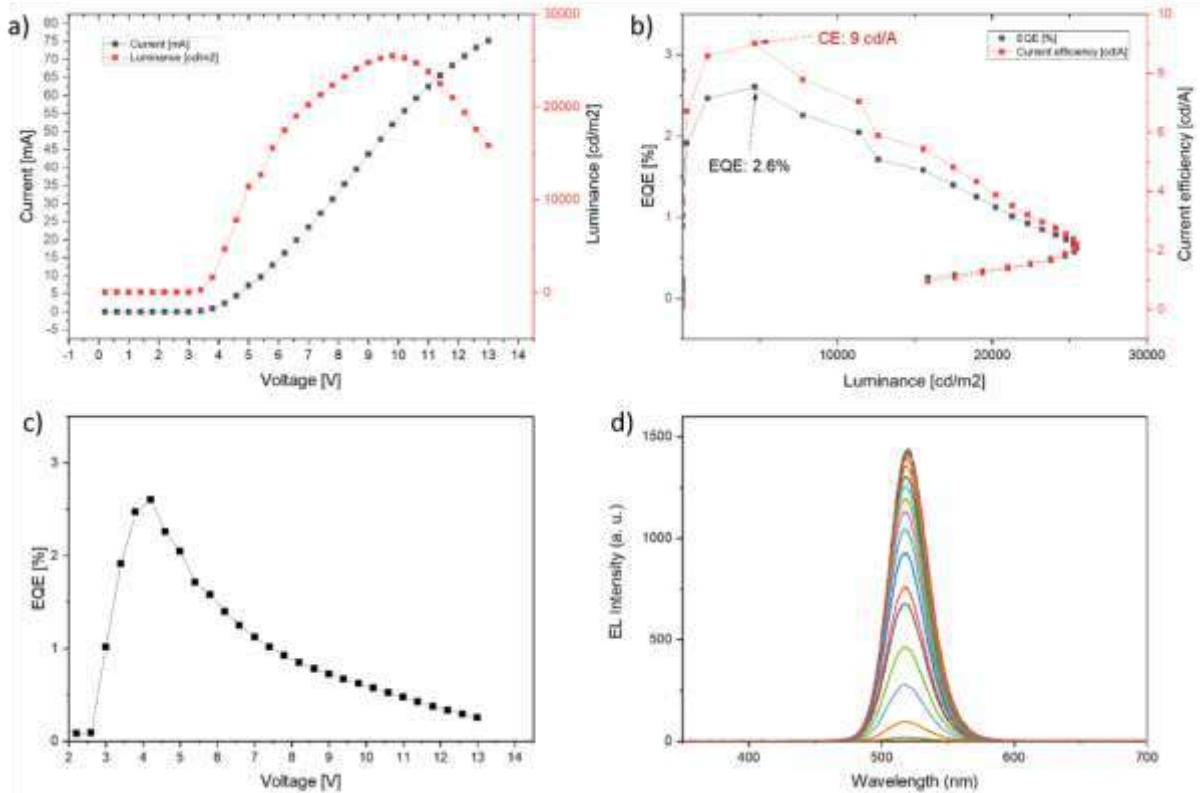 a)
80
75
70
65
60
55
50
45
40
35
30
25
20
15
10
5
0
-5
Current [mA]
Current [mA]
Luminance [cd/m2]
30000
20000
10000
0
Luminance [cd/m2]
-1 0 1 2 3 4 5 6 7 8 9 10 11 12 13 14
Voltage [V]
b)
3
2
1
0
EQE [%]
CE: 9 cd/A
EQE: 2.6%
EQE [%]
Current efficiency [cd/A]
10
8
6
4
2
0
Current efficiency [cd/A]
10000 20000 30000
Luminance [cd/m2]
c)
3
2
1
0
EQE [%]
2 3 4 5 6 7 8 9 10 11 12 13 14
Voltage [V]
d)
1500
1000
500
0
EL Intensity (a. u.)
400 500 600 700
Wavelength (nm)